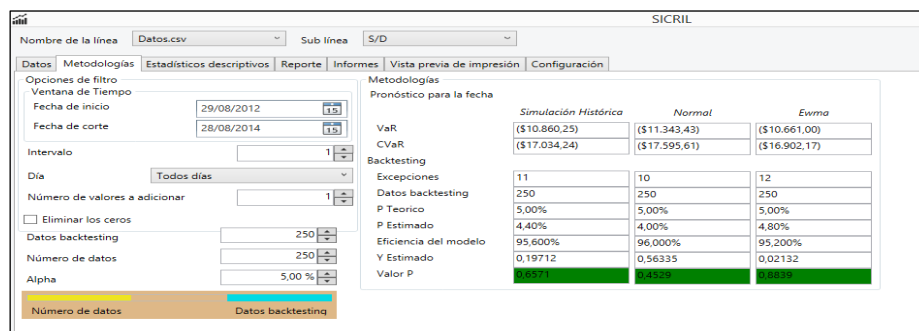 SICRIL
Nombre de la línea Datos.csv Sub línea S/D
Datos Metodologías Estadísticos descriptivos Reporte Informes Vista previa de impresión Configuración
Opciones de filtro
Ventana de Tiempo
Fecha de inicio 29/08/2012 15
Fecha de corte 28/08/2014 15
Intervalo 1
Día Todos días
Número de valores a adicionar 1
Eliminar los ceros
Datos backtesting 250
Número de datos 250
Alpha 5,00 %
Número de datos Datos backtesting
Metodologías
Pronóstico para la fecha
Simulación Histórica Normal Ewma
VaR ($10.860,25) ($11.343,43) ($10.661,00)
CVaR ($17.034,24) ($17.595,61) ($16.902,17)
Backtesting
Excepciones 11 10 12
Datos backtesting 250 250 250
P Teorico 5,00% 5,00% 5,00%
P Estimado 4,40% 4,00% 4,80%
Eficiencia del modelo 95,600% 96,000% 95,200%
Y Estimado 0,19712 0,56335 0,02132
Valor P 0,6571 0,4529 0,8839